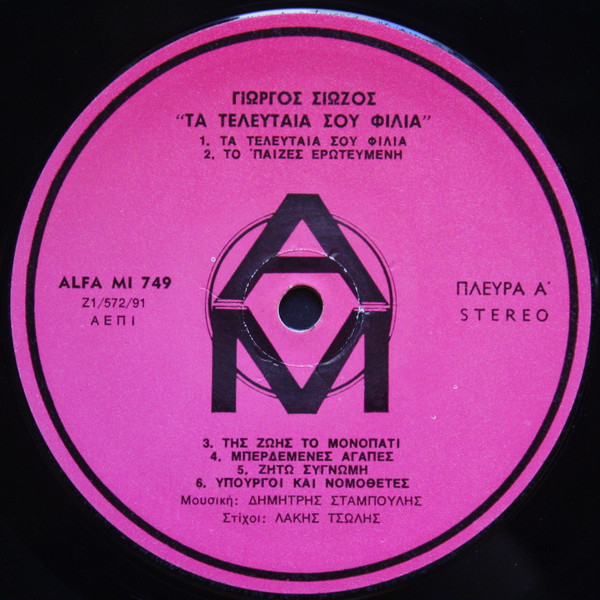 ΓΙΩΡΓΟΣ ΣΙΩΖΟΣ
"ΤΑ ΤΕΛΕΥΤΑΙΑ ΣΟΥ ΦΙΛΙΑ"
1. ΤΑ ΤΕΛΕΥΤΑΙΑ ΣΟΥ ΦΙΛΙΑ
2. ΤΟ ΄ΠΑΙΖΕΣ ΕΡΩΤΕΥΜΕΝΗ
ALFA MI 749
Z1/572/91
ΑΕΠΙ
ΠΛΕΥΡΑ Α΄
STEREO
AM
3. ΤΗΣ ΖΩΗΣ ΤΟ ΜΟΝΟΠΑΤΙ
4. ΜΠΕΡΔΕΜΕΝΕΣ ΑΓΑΠΕΣ
5. ΖΗΤΩ ΣΥΓΝΩΜΗ
6. ΥΠΟΥΡΓΟΙ ΚΑΙ ΝΟΜΟΘΕΤΕΣ
Μουσική: ΔΗΜΗΤΡΗΣ ΣΤΑΜΠΟΥΛΗΣ
Στίχοι: ΛΑΚΗΣ ΤΣΩΛΗΣ